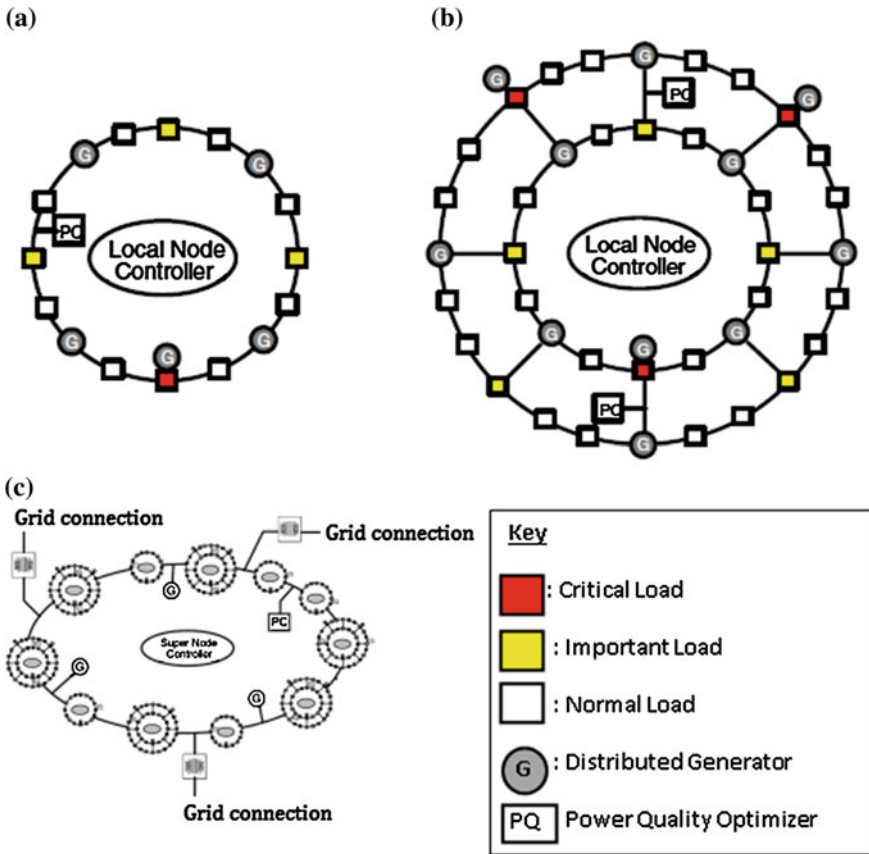 (a)
(b)
G
G
G
G
G
PQ
Local Node
Controller
G
G
G
G
PQ
G
G
Local Node
Controller
G
G
G
G
G
PQ
G
(c)
Grid connection
Grid connection
G
PC
Super Node
Controller
G
G
Grid connection
Key
: Critical Load
: Important Load
: Normal Load
G : Distributed Generator
PQ Power Quality Optimizer